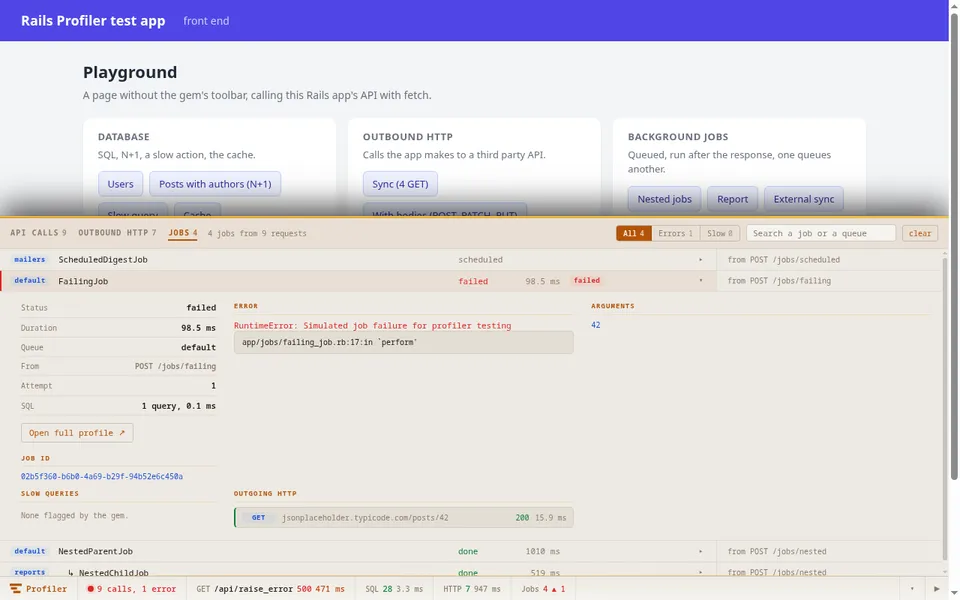 Rails Profiler test app front end
Playground
A page without the gem's toolbar, calling this Rails app's API with fetch.
DATABASE
SQL, N+1, a slow action, the cache.
Users Posts with authors (N+1)
Slow query Cache
OUTBOUND HTTP
Calls the app makes to a third party API.
Sync (4 GET)
With bodies (POST, PATCH, PUT)
BACKGROUND JOBS
Queued, run after the response, one queues
another.
Nested jobs Report External sync
API CALLS 9 OUTBOUND HTTP 7 JOBS 4 4 jobs from 9 requests All 4 Errors 1 Slow 0 Search a job or a queue clear
mailers ScheduledDigestJob scheduled ▸ from POST /jobs/scheduled
default FailingJob failed 98.5 ms failed ▾ from POST /jobs/failing
Status failed
Duration 98.5 ms
Queue default
From POST /jobs/failing
Attempt 1
SQL 1 query, 0.1 ms
Open full profile ↗
JOB ID
02b5f360-b6b0-4a69-b29f-94b52e6c450a
SLOW QUERIES
None flagged by the gem.
ERROR
RuntimeError: Simulated job failure for profiler testing
app/jobs/failing_job.rb:17:in `perform'
OUTGOING HTTP
GET jsonplaceholder.typicode.com/posts/42 200 15.9 ms
ARGUMENTS
42
default NestedParentJob done 1010 ms ▸ from POST /jobs/nested
reports ↳ NestedChildJob done 519 ms ▸ from POST /jobs/nested
Profiler 9 calls, 1 error GET /api/raise_error 500 471 ms SQL 28 3.3 ms HTTP 7 947 ms Jobs 4 ▲ 1